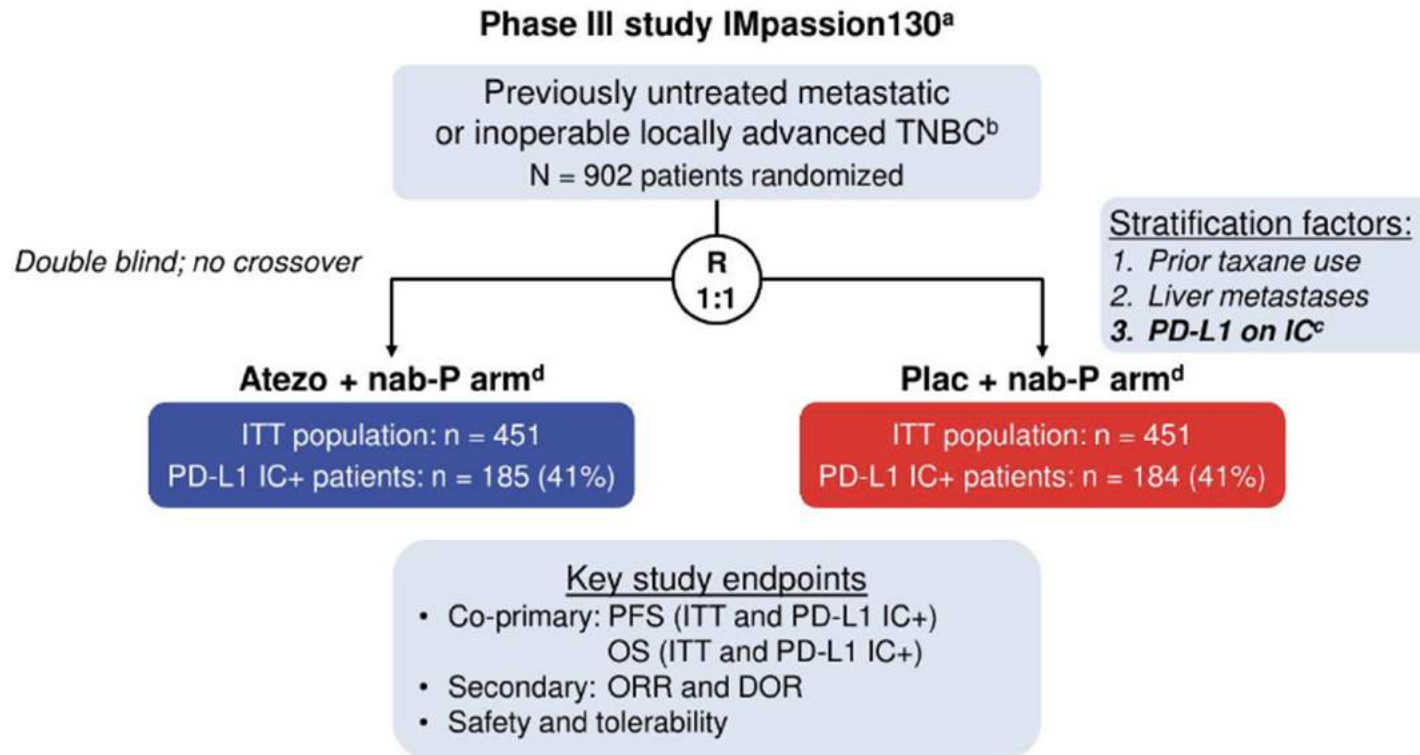 Phase III study IMpassion130ᵃ
Previously untreated metastatic
or inoperable locally advanced TNBCᵇ
N = 902 patients randomized
Double blind; no crossover
R
1:1
Stratification factors:
1. Prior taxane use
2. Liver metastases
3. PD-L1 on ICᶜ
Atezo + nab-P armᵈ
ITT population: n = 451
PD-L1 IC+ patients: n = 185 (41%)
Plac + nab-P armᵈ
ITT population: n = 451
PD-L1 IC+ patients: n = 184 (41%)
Key study endpoints
• Co-primary: PFS (ITT and PD-L1 IC+)
OS (ITT and PD-L1 IC+)
• Secondary: ORR and DOR
• Safety and tolerability